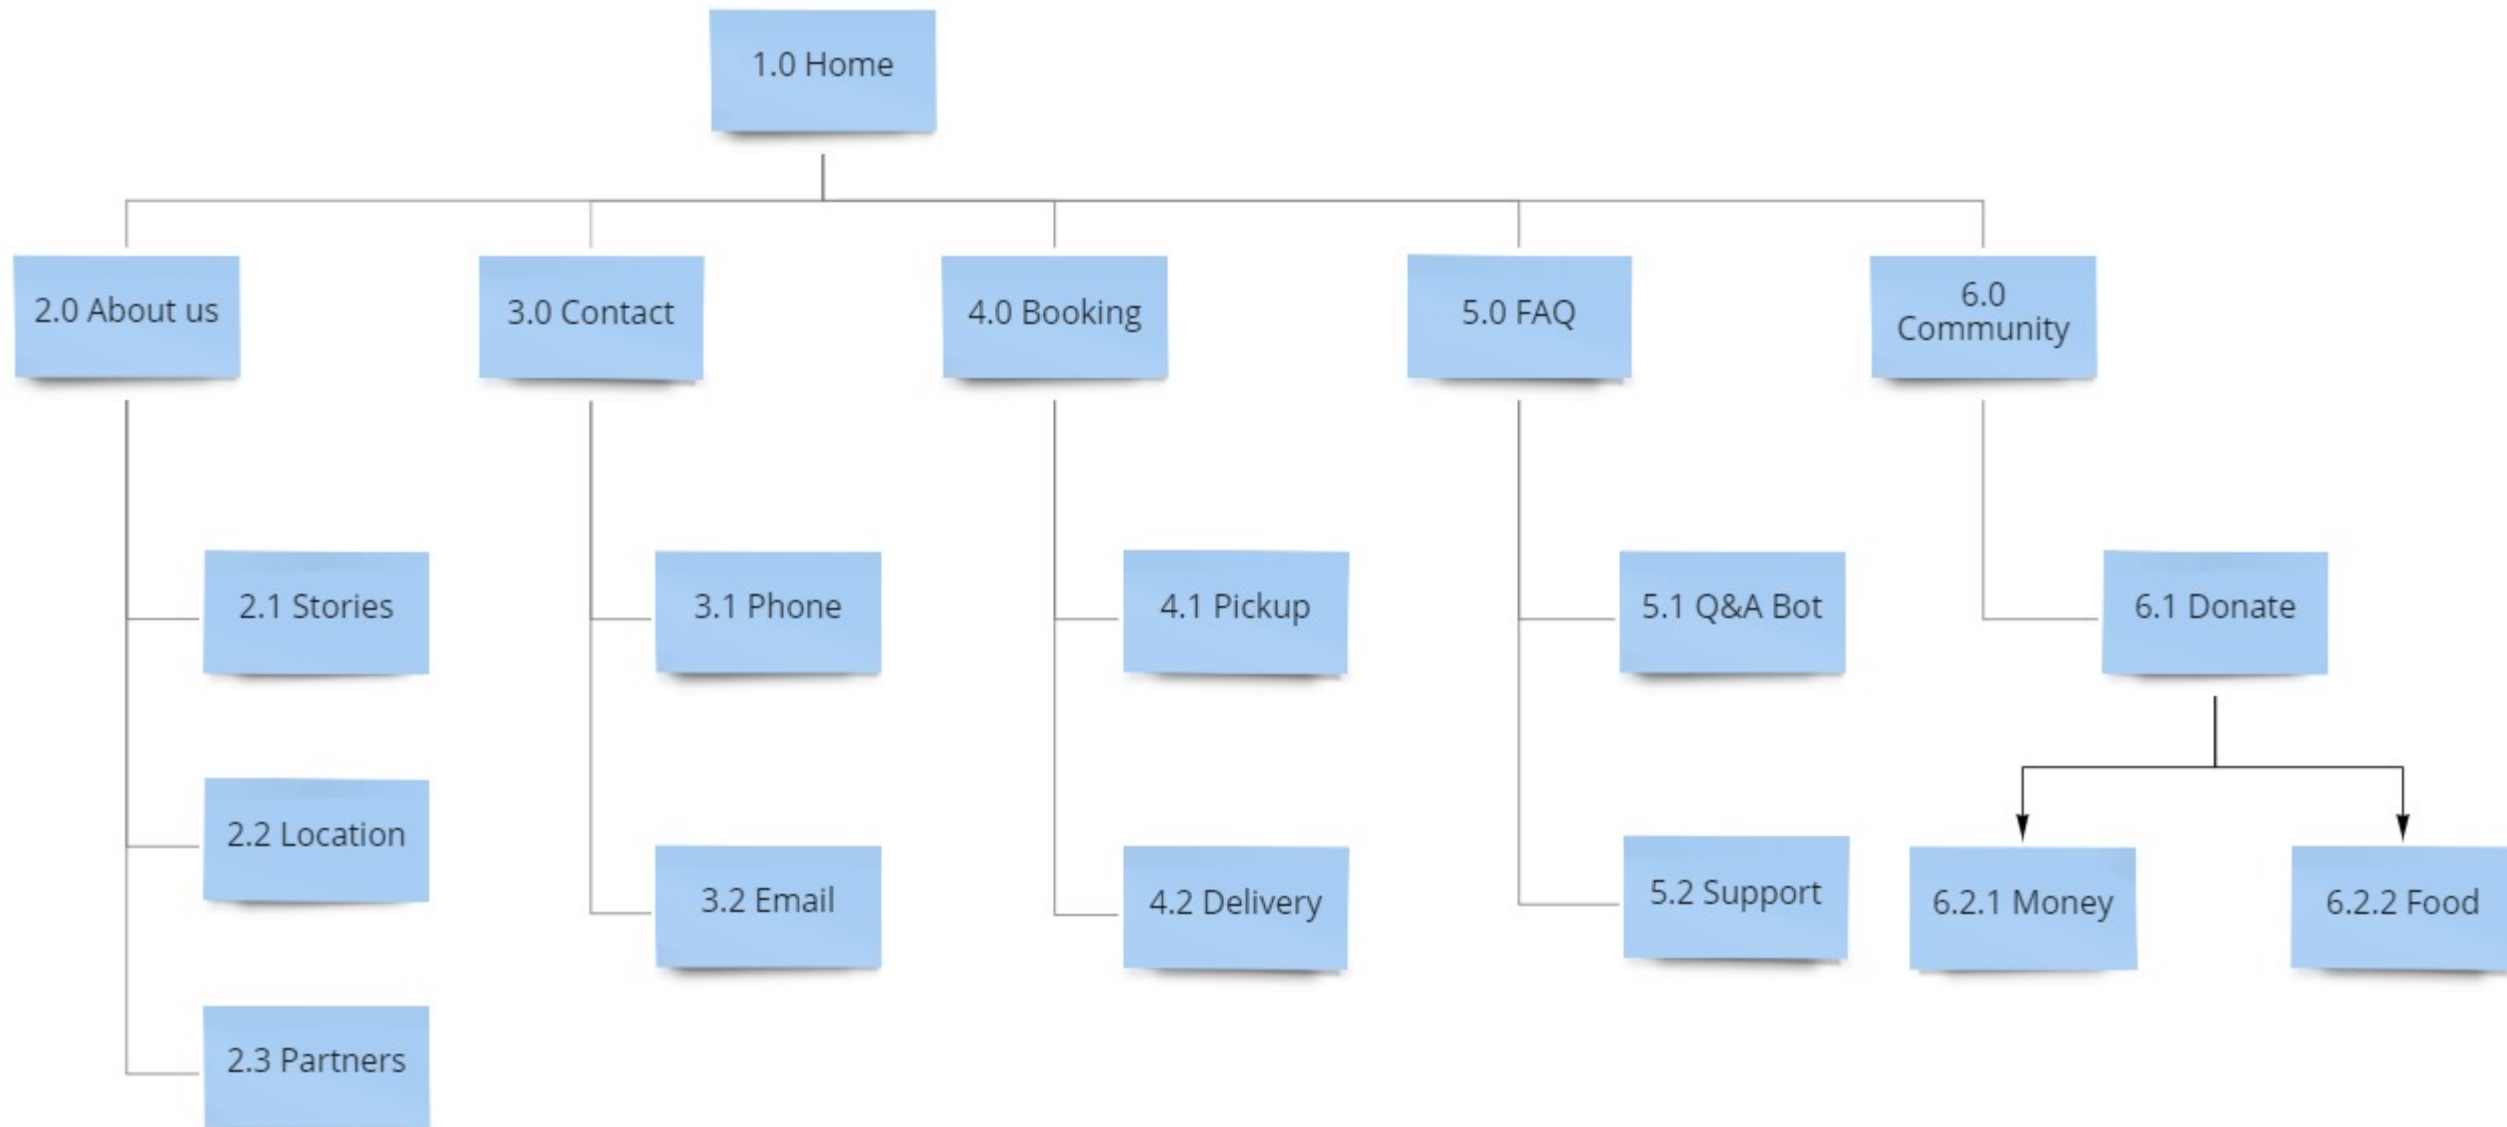 1.0 Home
2.0 About us
3.0 Contact
4.0 Booking
5.0 FAQ
6.0
Community
2.1 Stories
3.1 Phone
4.1 Pickup
5.1 Q&A Bot
6.1 Donate
2.2 Location
3.2 Email
4.2 Delivery
5.2 Support
6.2.1 Money
6.2.2 Food
2.3 Partners